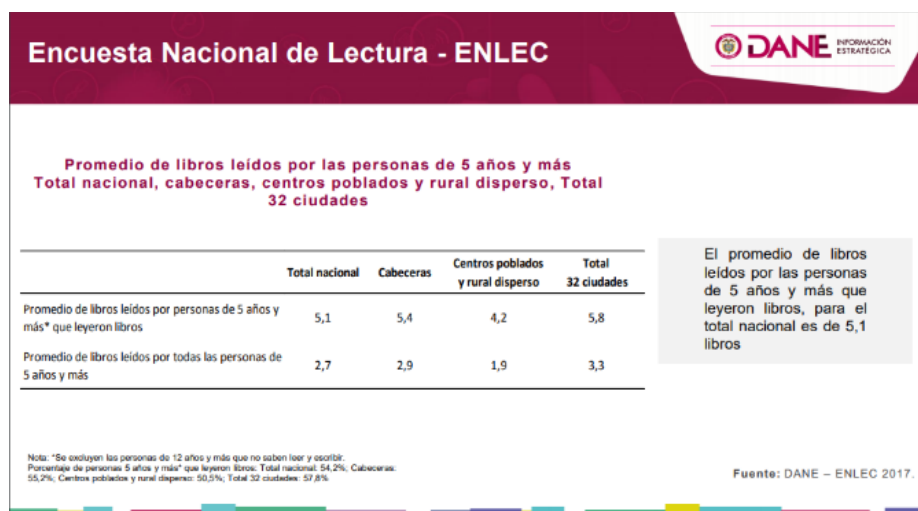 Encuesta Nacional de Lectura - ENLEC
DANE INFORMACIÓN
ESTRATÉGICA
Promedio de libros leídos por las personas de 5 años y más
Total nacional, cabeceras, centros poblados y rural disperso, Total
32 ciudades
Total nacional Cabeceras Centros poblados y rural disperso Total 32 ciudades
Promedio de libros leídos por personas de 5 años y
más* que leyeron libros 5,1 5,4 4,2 5,8
Promedio de libros leídos por todas las personas de
5 años y más 2,7 2,9 1,9 3,3
El promedio de libros
leídos por las personas
de 5 años y más que
leyeron libros, para el
total nacional es de 5,1
libros
Nota: *Se excluyen las personas de 12 años y más que no saben leer y escribir.
Porcentaje de personas 5 años y más* que leyeron libros: Total nacional: 54,2%; Cabeceras:
55,2%; Centros poblados y rural disperso: 50,5%; Total 32 ciudades: 57,8%
Fuente: DANE – ENLEC 2017.